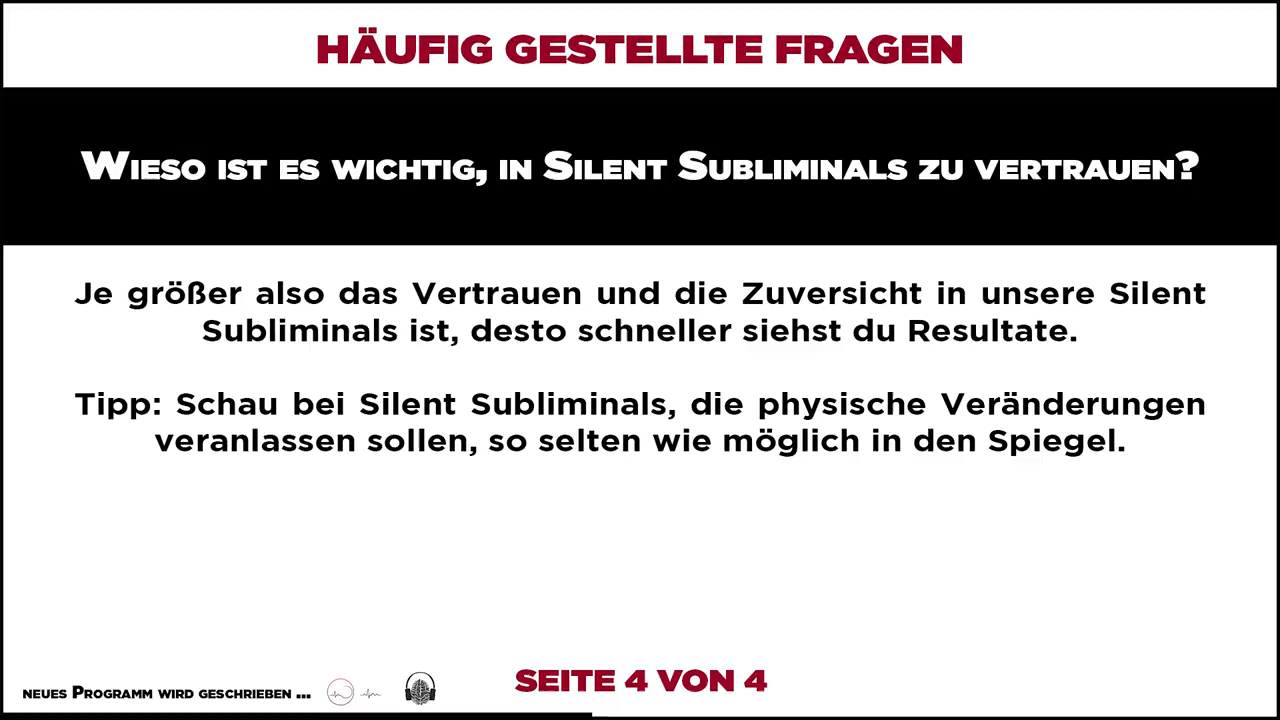 HÄUFIG GESTELLTE FRAGEN
WIESO IST ES WICHTIG, IN SILENT SUBLIMINALS ZU VERTRAUEN?
Je größer also das Vertrauen und die Zuversicht in unsere Silent
Subliminals ist, desto schneller siehst du Resultate.
Tipp: Schau bei Silent Subliminals, die physische Veränderungen
veranlassen sollen, so selten wie möglich in den Spiegel.
SEITE 4 VON 4
NEUES PROGRAMM WIRD GESCHRIEBEN ...